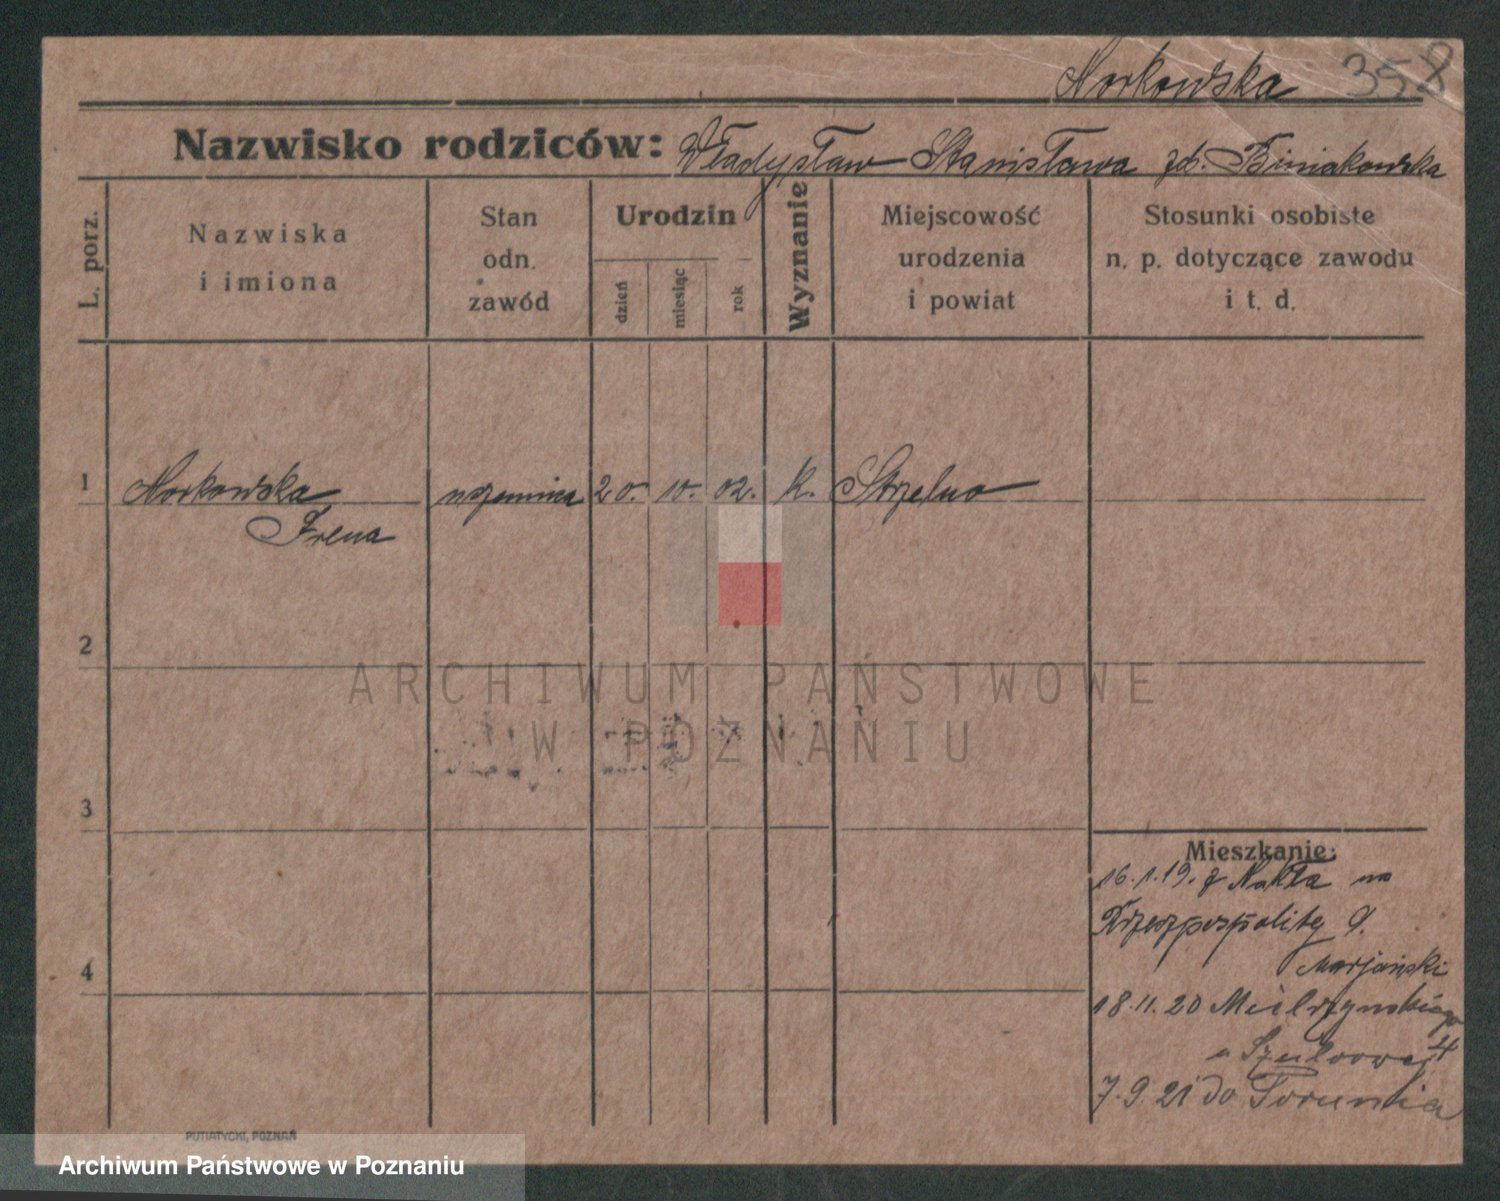 Norkowska 358
Nazwisko rodziców: Władysław Stanisława zd. Biniakowska
L. porz.
Nazwiska
i imiona
Stan
odn.
zawód
Urodzin
dzień
miesiąc
rok
Wyznanie
Miejscowość
urodzenia
i powiat
Stosunki osobiste
n. p. dotyczące zawodu
i t. d.
1 Norkowska uczennica 20. 10. 02. k. Strzelno
Irena
2
ARCHIWUM PAŃSTWOWE
W POZNANIU
3
Mieszkanie:
16.1.19. z Nakła na
9.
Marjański
4
18.11.20 Mielżyńskiego
u 4
7.9.21 do Torunia
PUTIATYCKI, POZNAŃ
Archiwum Państwowe w Poznaniu